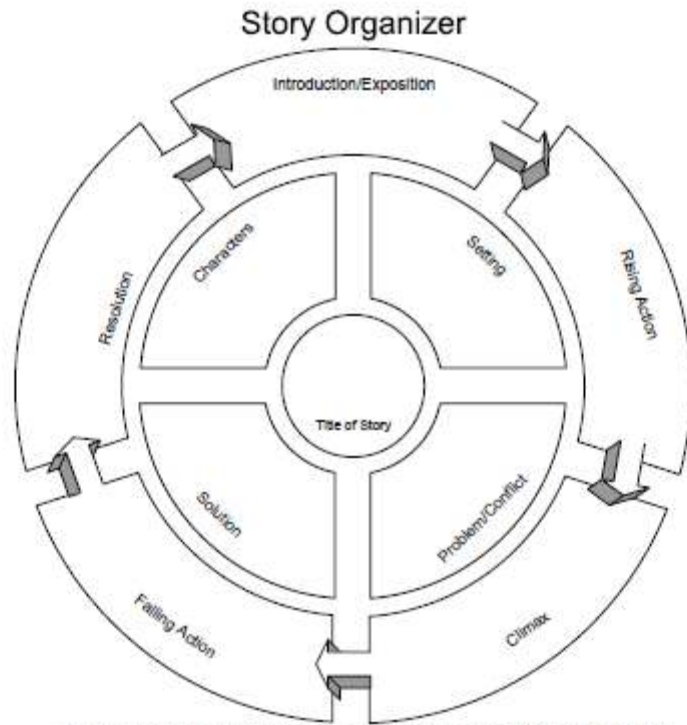 Story Organizer
Introduction/Exposition
Rising Action
Climax
Falling Action
Resolution
Characters
Setting
Problem/Conflict
Solution
Title of Story